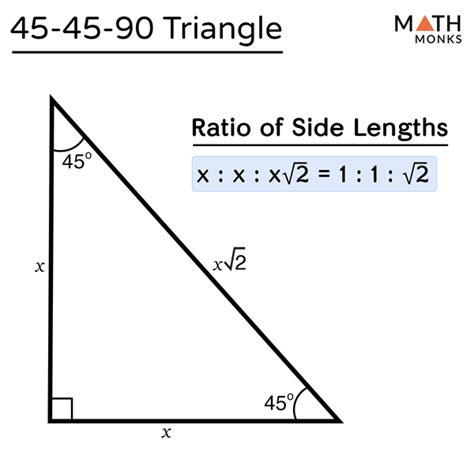 45-45-90 Triangle
MATH
MONKS
Ratio of Side Lengths
x : x : x√2 = 1 : 1 : √2
45°
x
x√2
45°
x